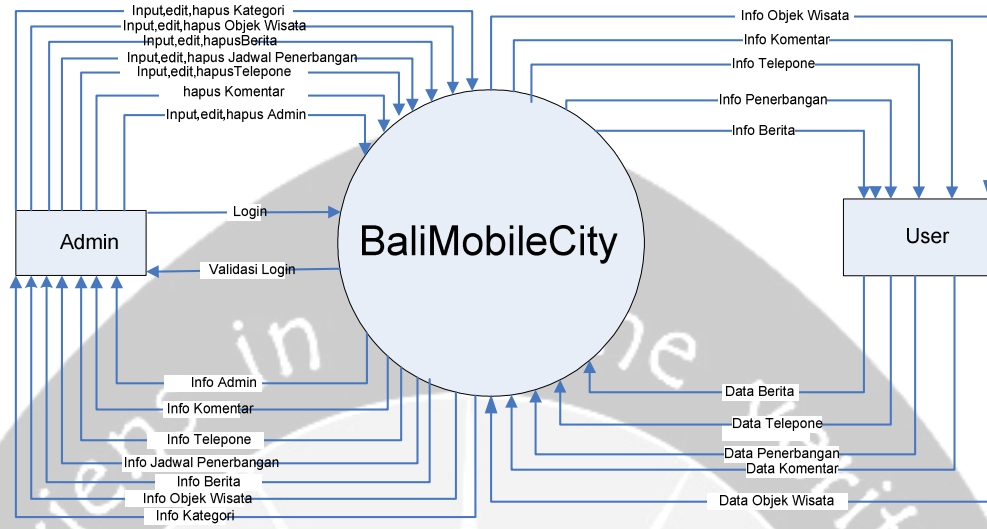 Input,edit,hapus Kategori
Input,edit,hapus Objek Wisata
Input,edit,hapusBerita
Input,edit,hapus Jadwal Penerbangan
Input,edit,hapusTelepone
hapus Komentar
Input,edit,hapus Admin
Info Objek Wisata
Info Komentar
Info Telepone
Info Penerbangan
Info Berita
Login
Admin
BaliMobileCity
User
Validasi Login
Info Admin
Info Komentar
Info Telepone
Info Jadwal Penerbangan
Info Berita
Info Objek Wisata
Info Kategori
Data Berita
Data Telepone
Data Penerbangan
Data Komentar
Data Objek Wisata